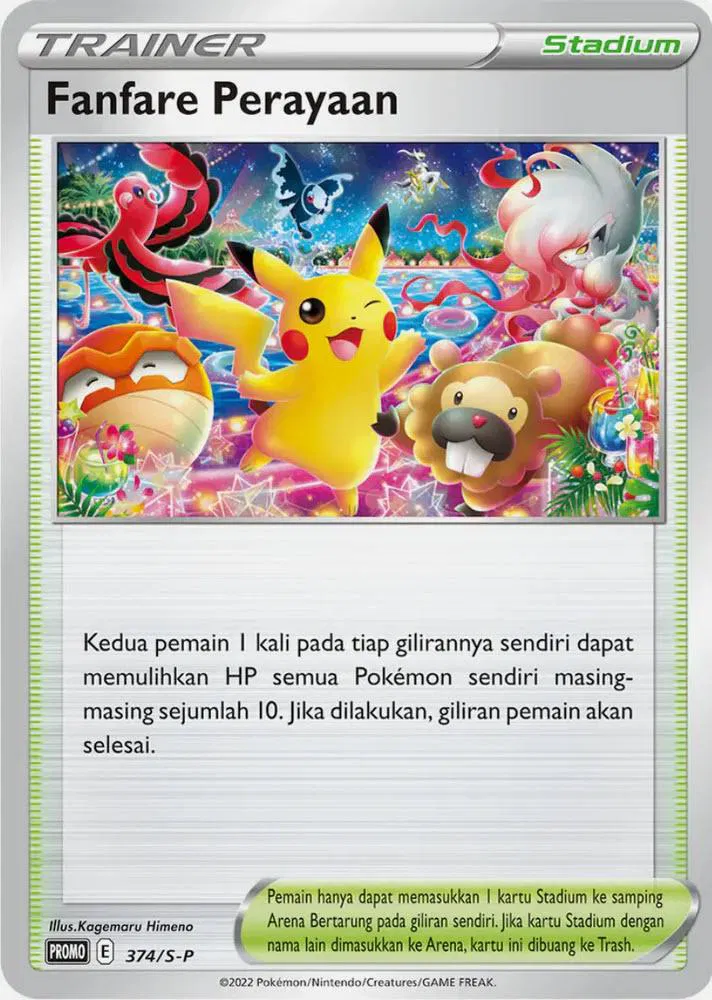 TRAINER
Stadium
Fanfare Perayaan
Kedua pemain 1 kali pada tiap gilirannya sendiri dapat
memulihkan HP semua Pokémon sendiri masing-
masing sejumlah 10. Jika dilakukan, giliran pemain akan
selesai.
Pemain hanya dapat memasukkan 1 kartu Stadium ke samping
Arena Bertarung pada giliran sendiri. Jika kartu Stadium dengan
nama lain dimasukkan ke Arena, kartu ini dibuang ke Trash.
Illus.Kagemaru Himeno
PROMO E 374/S-P
©2022 Pokémon/Nintendo/Creatures/GAME FREAK.